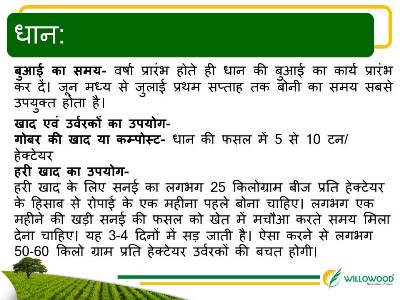 धान:
बुआई का समय- वर्षा प्रारंभ होते ही धान की बुआई का कार्य प्रारंभ
कर दें। जून मध्य से जुलाई प्रथम सप्ताह तक बोनी का समय सबसे
उपयुक्त होता है।
खाद एवं उर्वरकों का उपयोग-
गोबर की खाद या कम्पोस्ट- धान की फसल में 5 से 10 टन/
हेक्टेयर
हरी खाद का उपयोग-
हरी खाद के लिए सनई का लगभग 25 किलोग्राम बीज प्रति हेक्टेयर
के हिसाब से रोपाई के एक महीना पहले बोना चाहिए। लगभग एक
महीने की खड़ी सनई की फसल को खेत में मचौआ करते समय मिला
देना चाहिए। यह 3-4 दिनों में सड़ जाती है। ऐसा करने से लगभग
50-60 किलो ग्राम प्रति हेक्टेयर उर्वरकों की बचत होगी।
WILLOWOOD